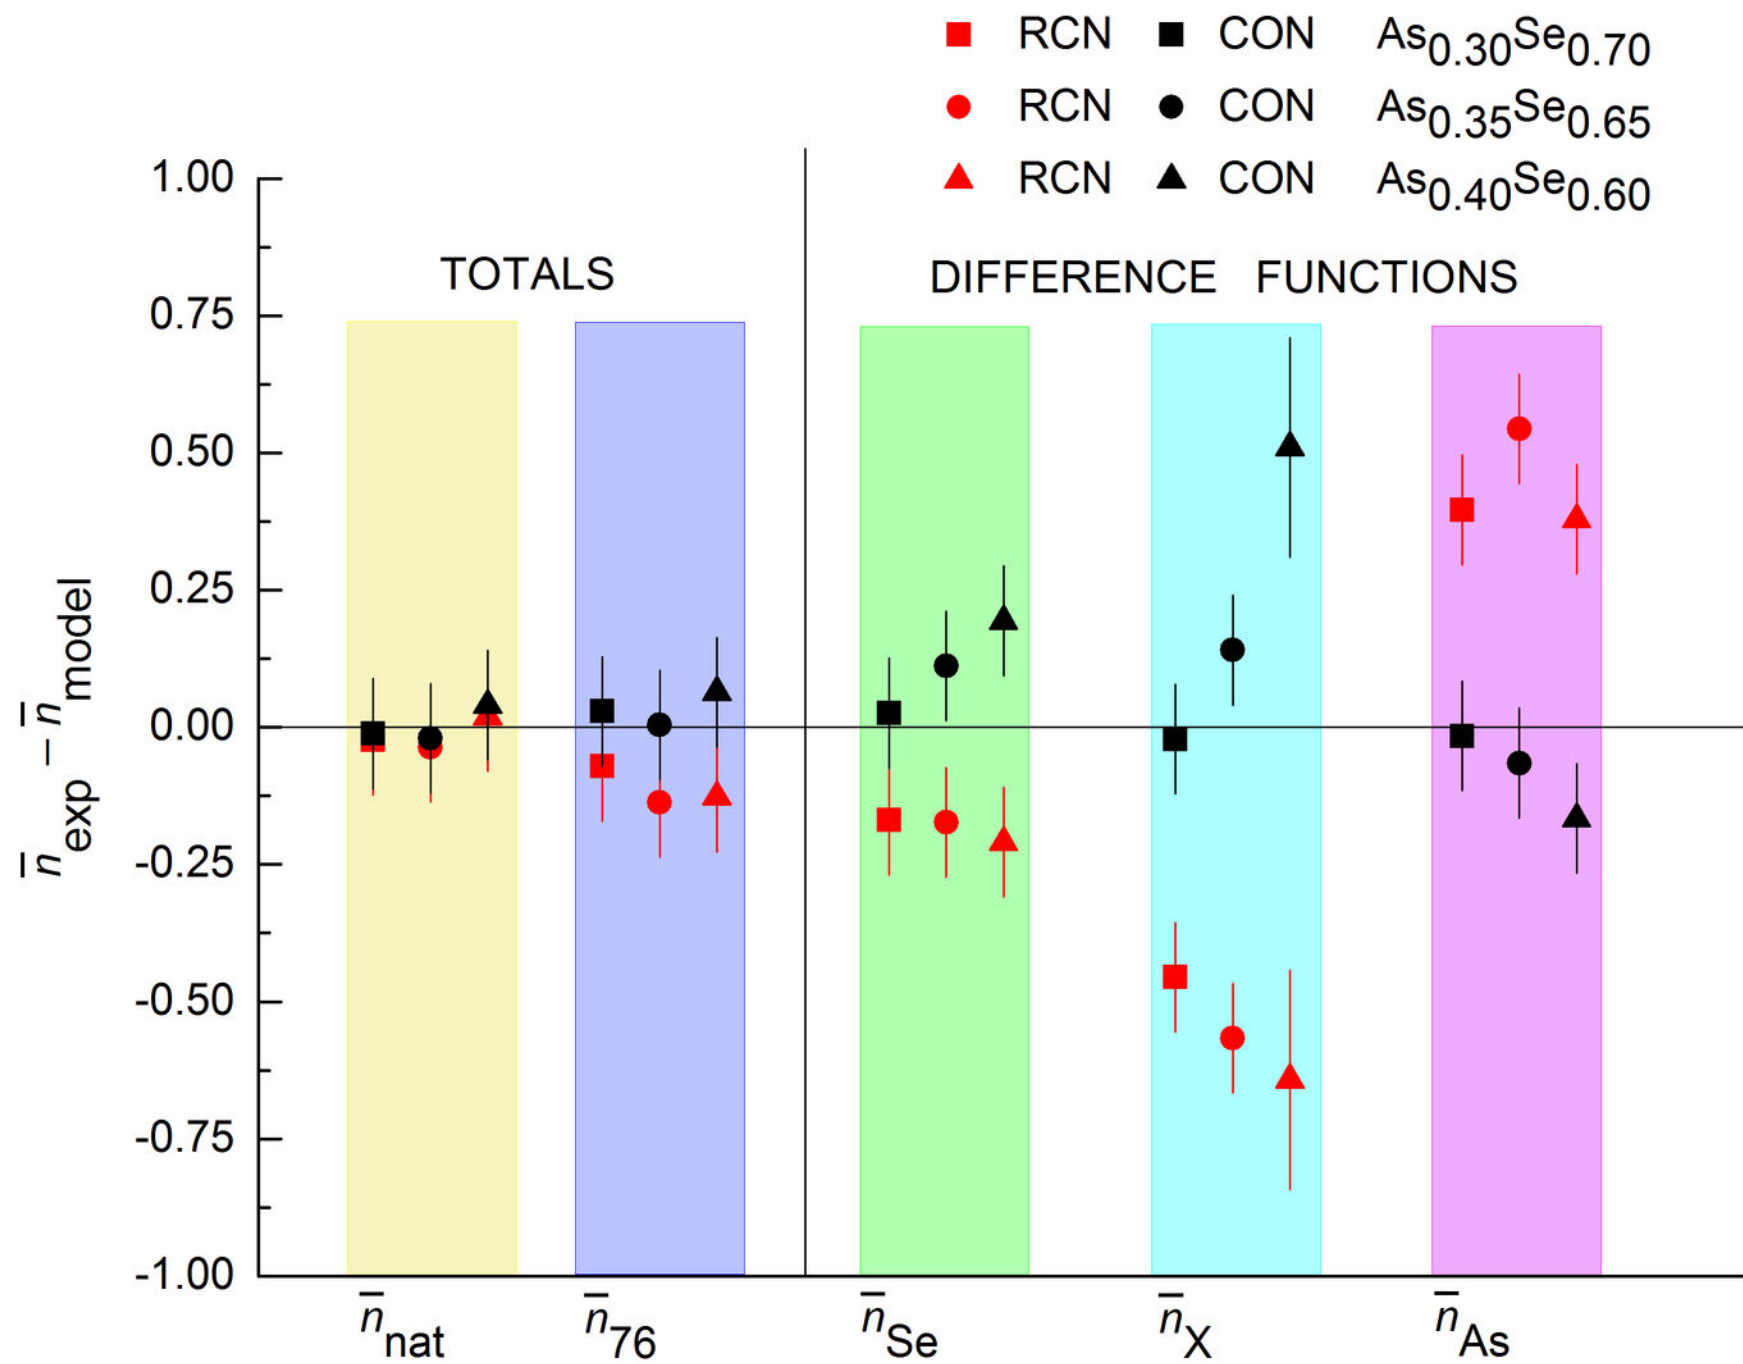 RCN CON As0.30Se0.70
RCN CON As0.35Se0.65
RCN CON As0.40Se0.60
TOTALS
DIFFERENCE FUNCTIONS
1.00
0.75
0.50
0.25
0.00
-0.25
-0.50
-0.75
-1.00
n̅exp – n̅model
n̅nat n̅76 n̅Se n̅X n̅As